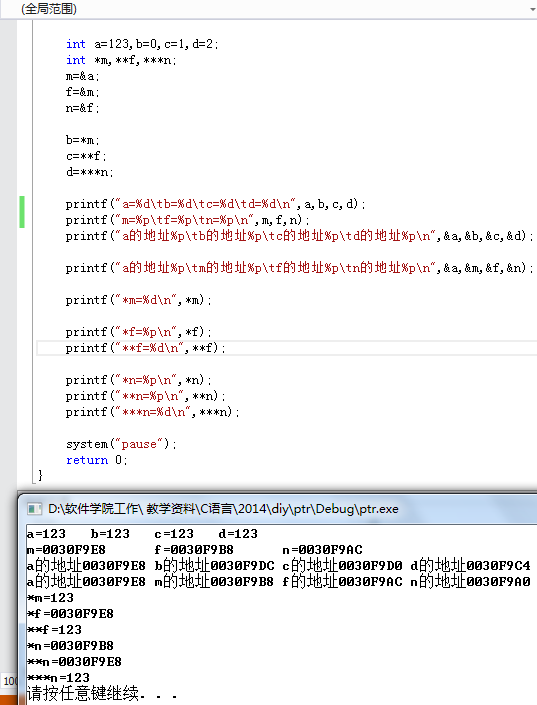 (全局范围)
int a=123,b=0,c=1,d=2;
int *m,**f,***n;
m=&a;
f=&m;
n=&f;
b=*m;
c=**f;
d=***n;
printf("a=%d\tb=%d\tc=%d\td=%d\n",a,b,c,d);
printf("m=%p\tf=%p\tn=%p\n",m,f,n);
printf("a的地址%p\tb的地址%p\tc的地址%p\td的地址%p\n",&a,&b,&c,&d);
printf("a的地址%p\tm的地址%p\tf的地址%p\tn的地址%p\n",&a,&m,&f,&n);
printf("*m=%d\n",*m);
printf("*f=%p\n",*f);
printf("**f=%d\n",**f);
printf("*n=%p\n",*n);
printf("**n=%p\n",**n);
printf("***n=%d\n",***n);
system("pause");
return 0;
}
D:\软件学院工作\ 教学资料\C语言\2014\diy\ptr\Debug\ptr.exe
a=123 b=123 c=123 d=123
m=0030F9E8 f=0030F9B8 n=0030F9AC
a的地址0030F9E8 b的地址0030F9DC c的地址0030F9D0 d的地址0030F9C4
a的地址0030F9E8 m的地址0030F9B8 f的地址0030F9AC n的地址0030F9A0
*m=123
*f=0030F9E8
**f=123
*n=0030F9B8
**n=0030F9E8
***n=123
请按任意键继续. . .
100